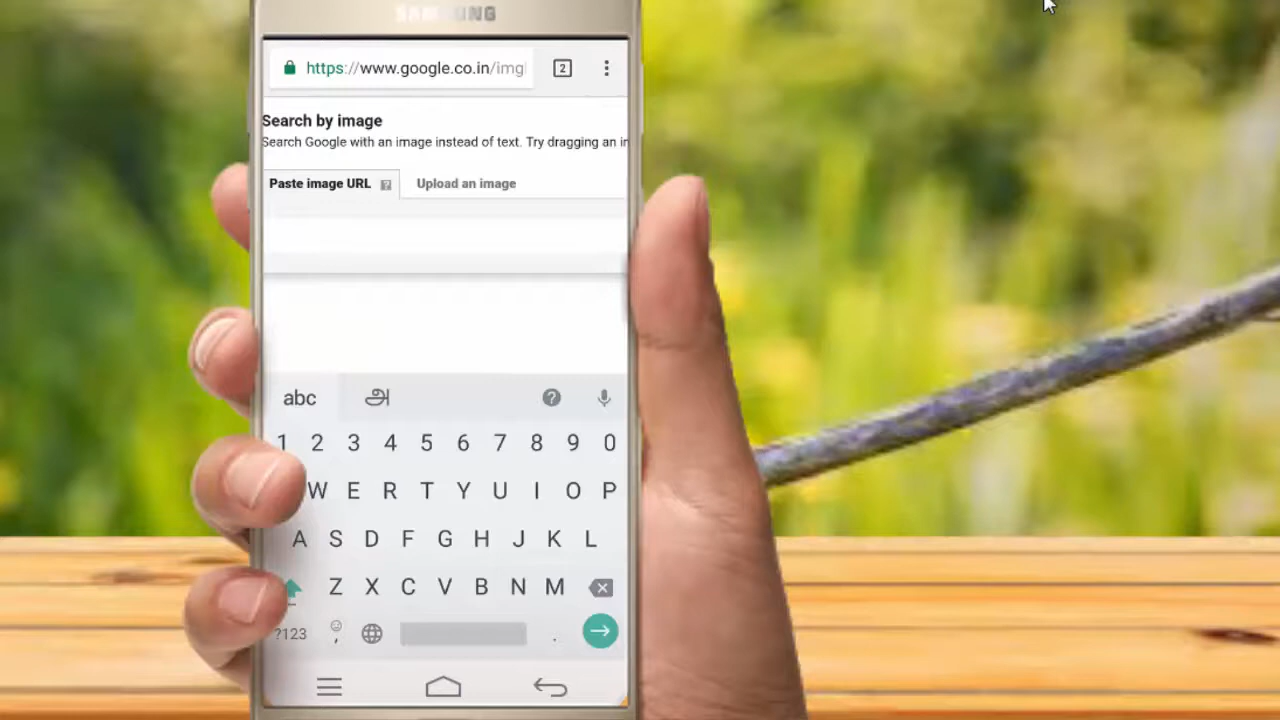 SAMSUNG
https://www.google.co.in/img
2
Search by image
Search Google with an image instead of text. Try dragging an
Paste image URL ?
Upload an image
abc அ ?
1 2 3 4 5 6 7 8 9 0
W E R T Y U I O P
A S D F G H J K L
Z X C V B N M
?123 , .